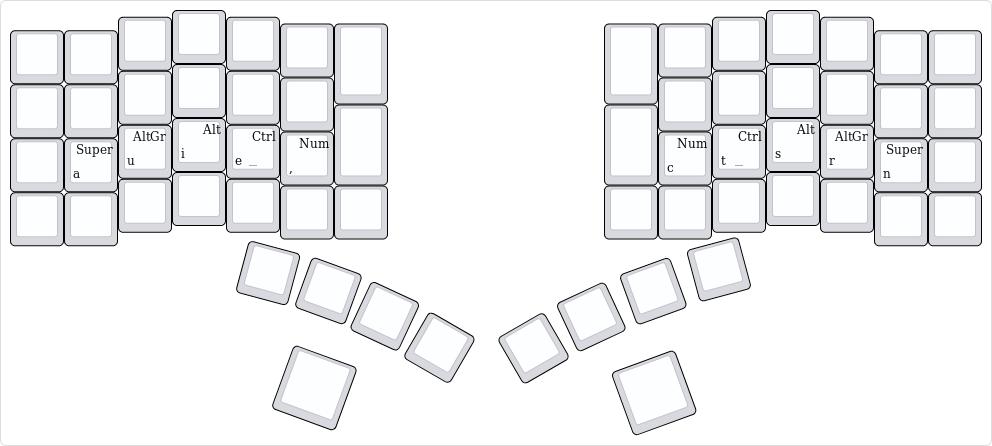 Super
a
AltGr
u
Alt
i
Ctrl
e _
Num
,
Num
c
Ctrl
t _
Alt
s
AltGr
r
Super
n